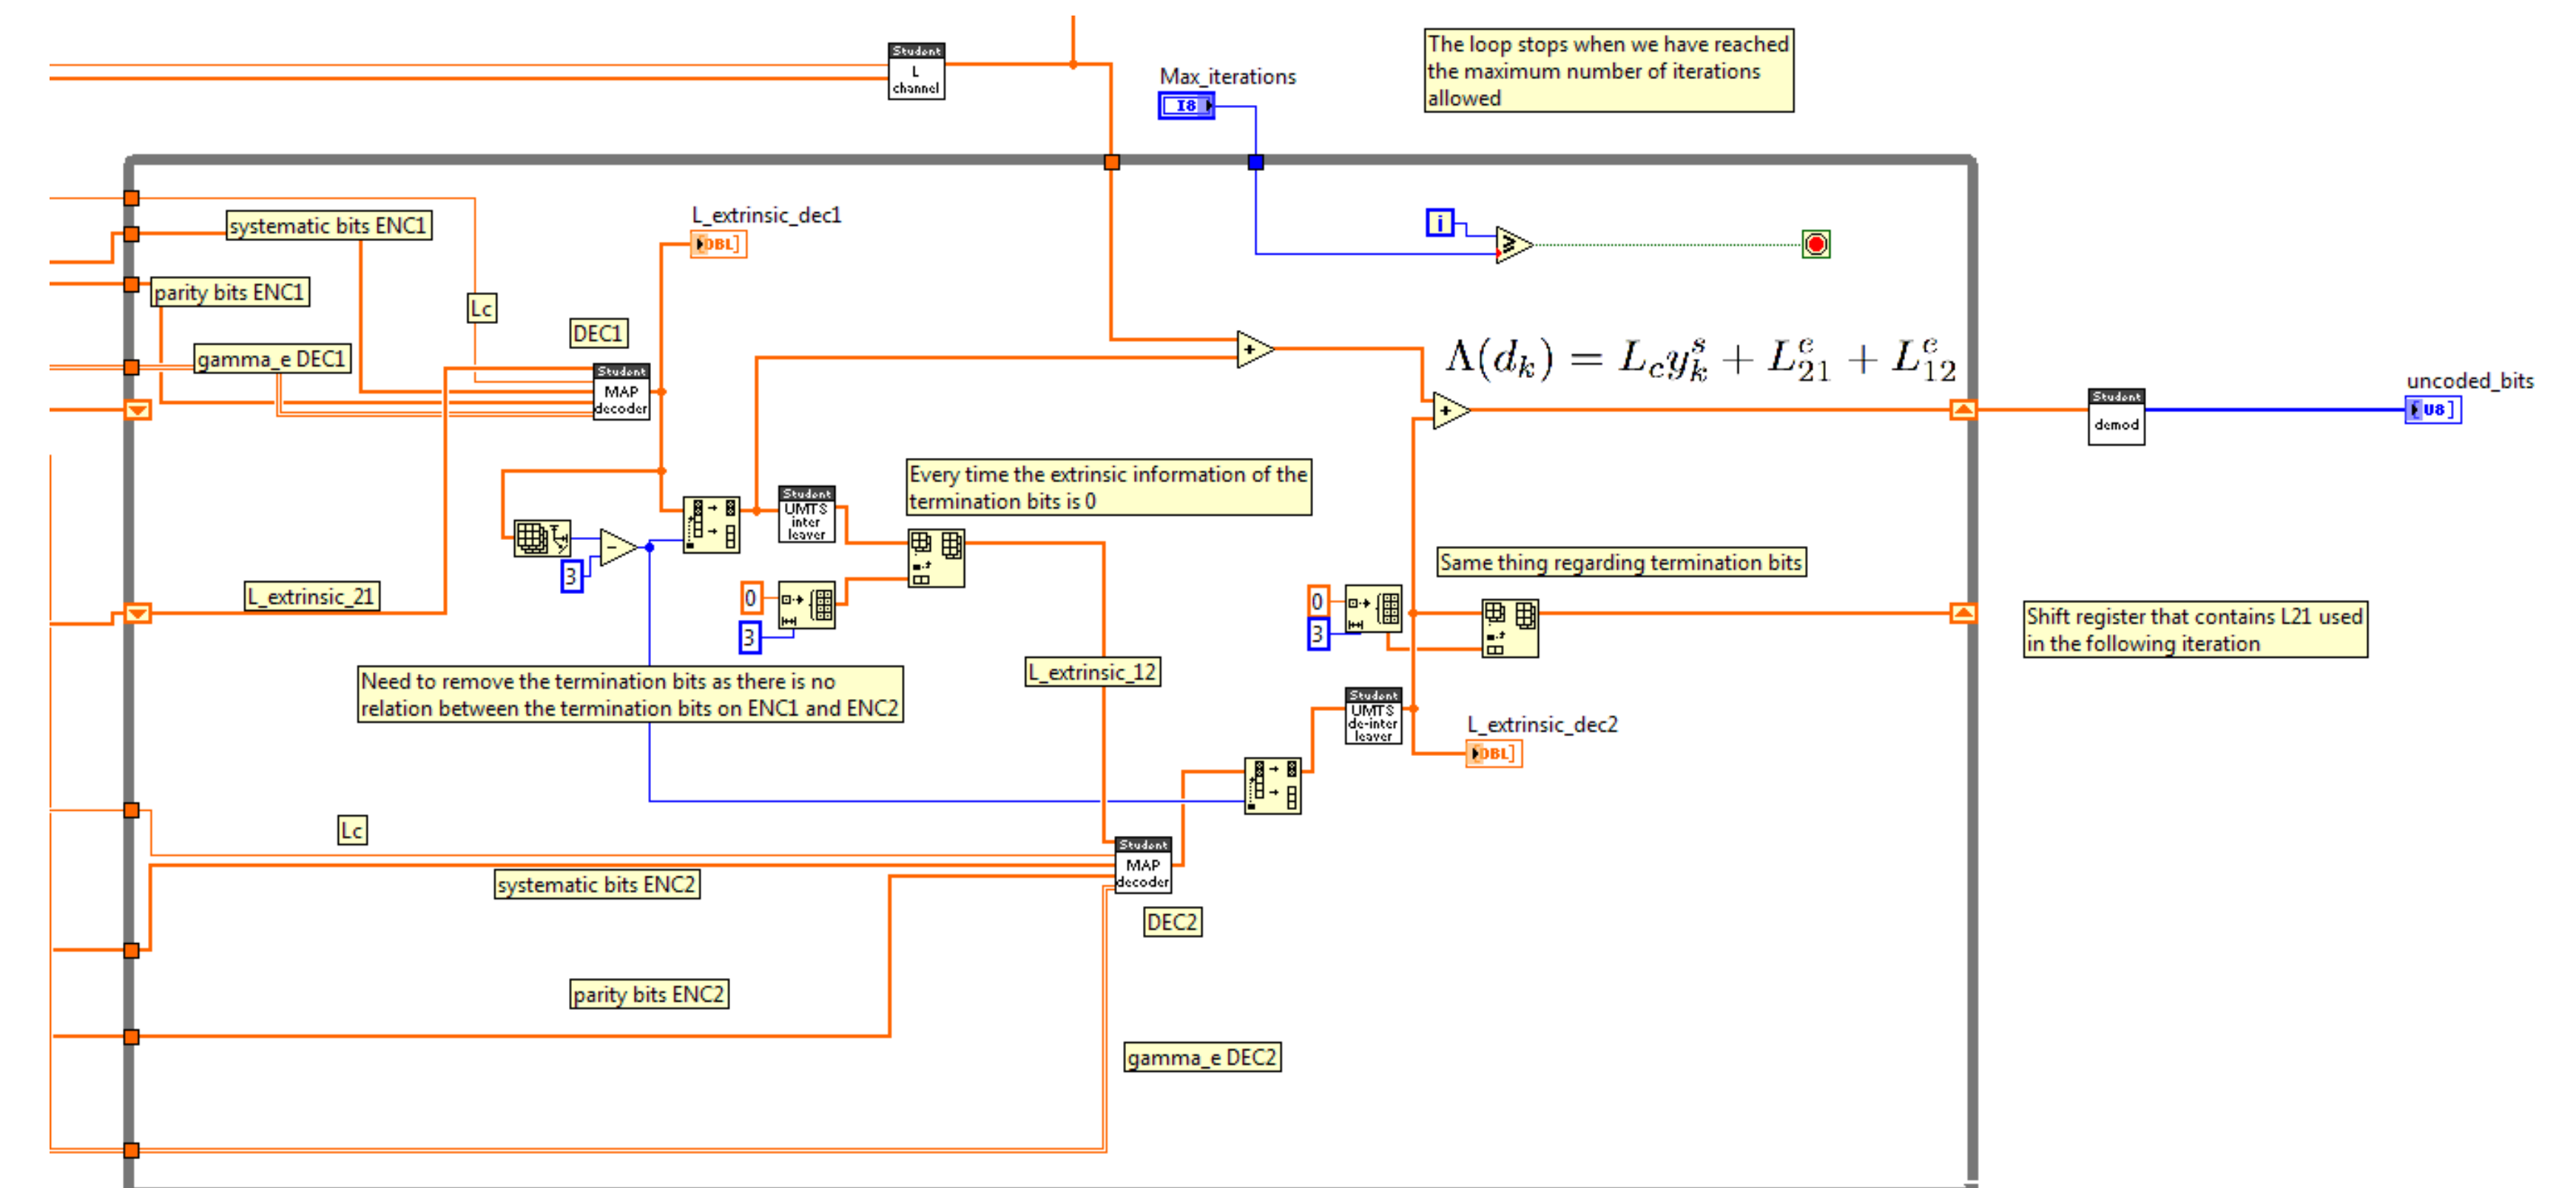 Student
L
channel
Max_iterations
I8
The loop stops when we have reached
the maximum number of iterations
allowed
systematic bits ENC1
L_extrinsic_dec1
DBL]
i
≥
parity bits ENC1
Lc
DEC1
gamma_e DEC1
Student
MAP
decoder
+
Λ(d_k) = L_c y_k^s + L_{21}^e + L_{12}^e
+
Student
demod
uncoded_bits
U8]
Every time the extrinsic information of the
termination bits is 0
Student
UMTS
inter
leaver
-
3
L_extrinsic_21
0
3
Same thing regarding termination bits
0
3
Shift register that contains L21 used
in the following iteration
Need to remove the termination bits as there is no
relation between the termination bits on ENC1 and ENC2
L_extrinsic_12
Student
UMTS
de-inter
leaver
L_extrinsic_dec2
DBL]
Lc
Student
MAP
decoder
systematic bits ENC2
DEC2
parity bits ENC2
gamma_e DEC2